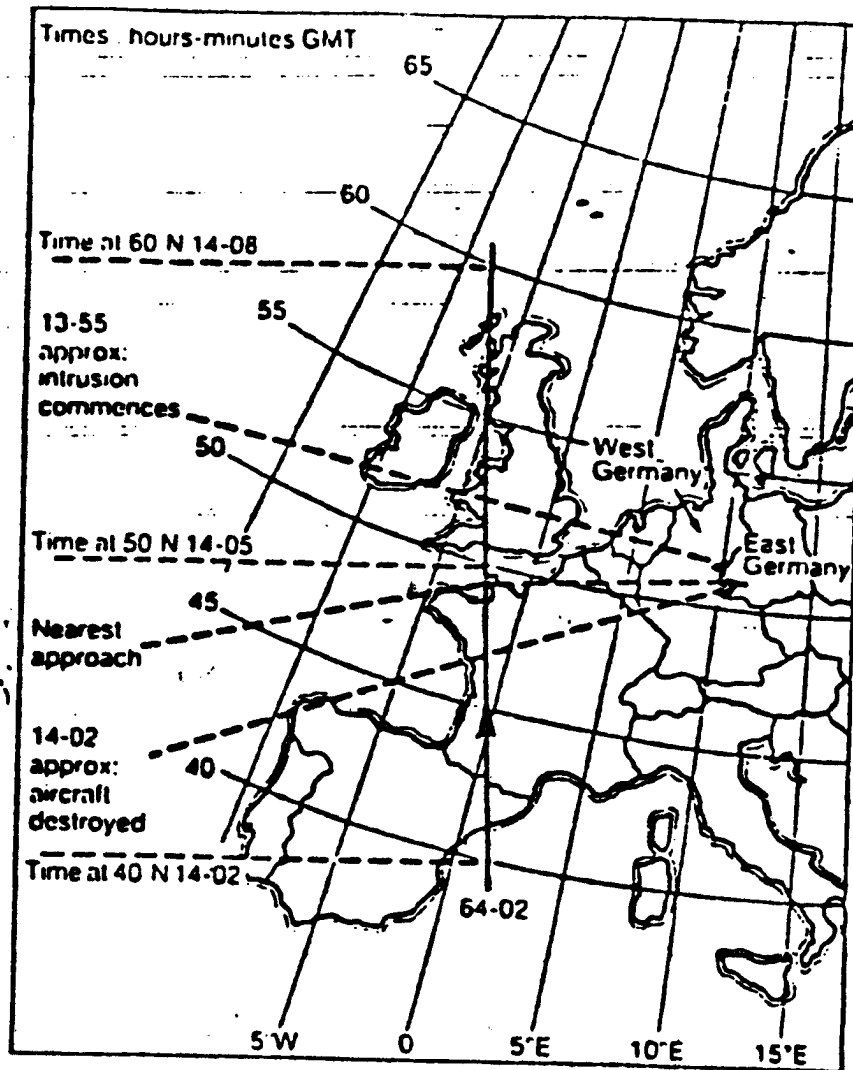 Times hours-minutes GMT
65
60
Time at 60 N 14-08
13-55
approx:
intrusion
commences
55
50
West
Germany
Time at 50 N 14-05
East
Germany
45
Nearest
approach
14-02
approx:
aircraft
destroyed
40
Time at 40 N 14-02
64-02
5°W
0
5°E
10°E
15°E